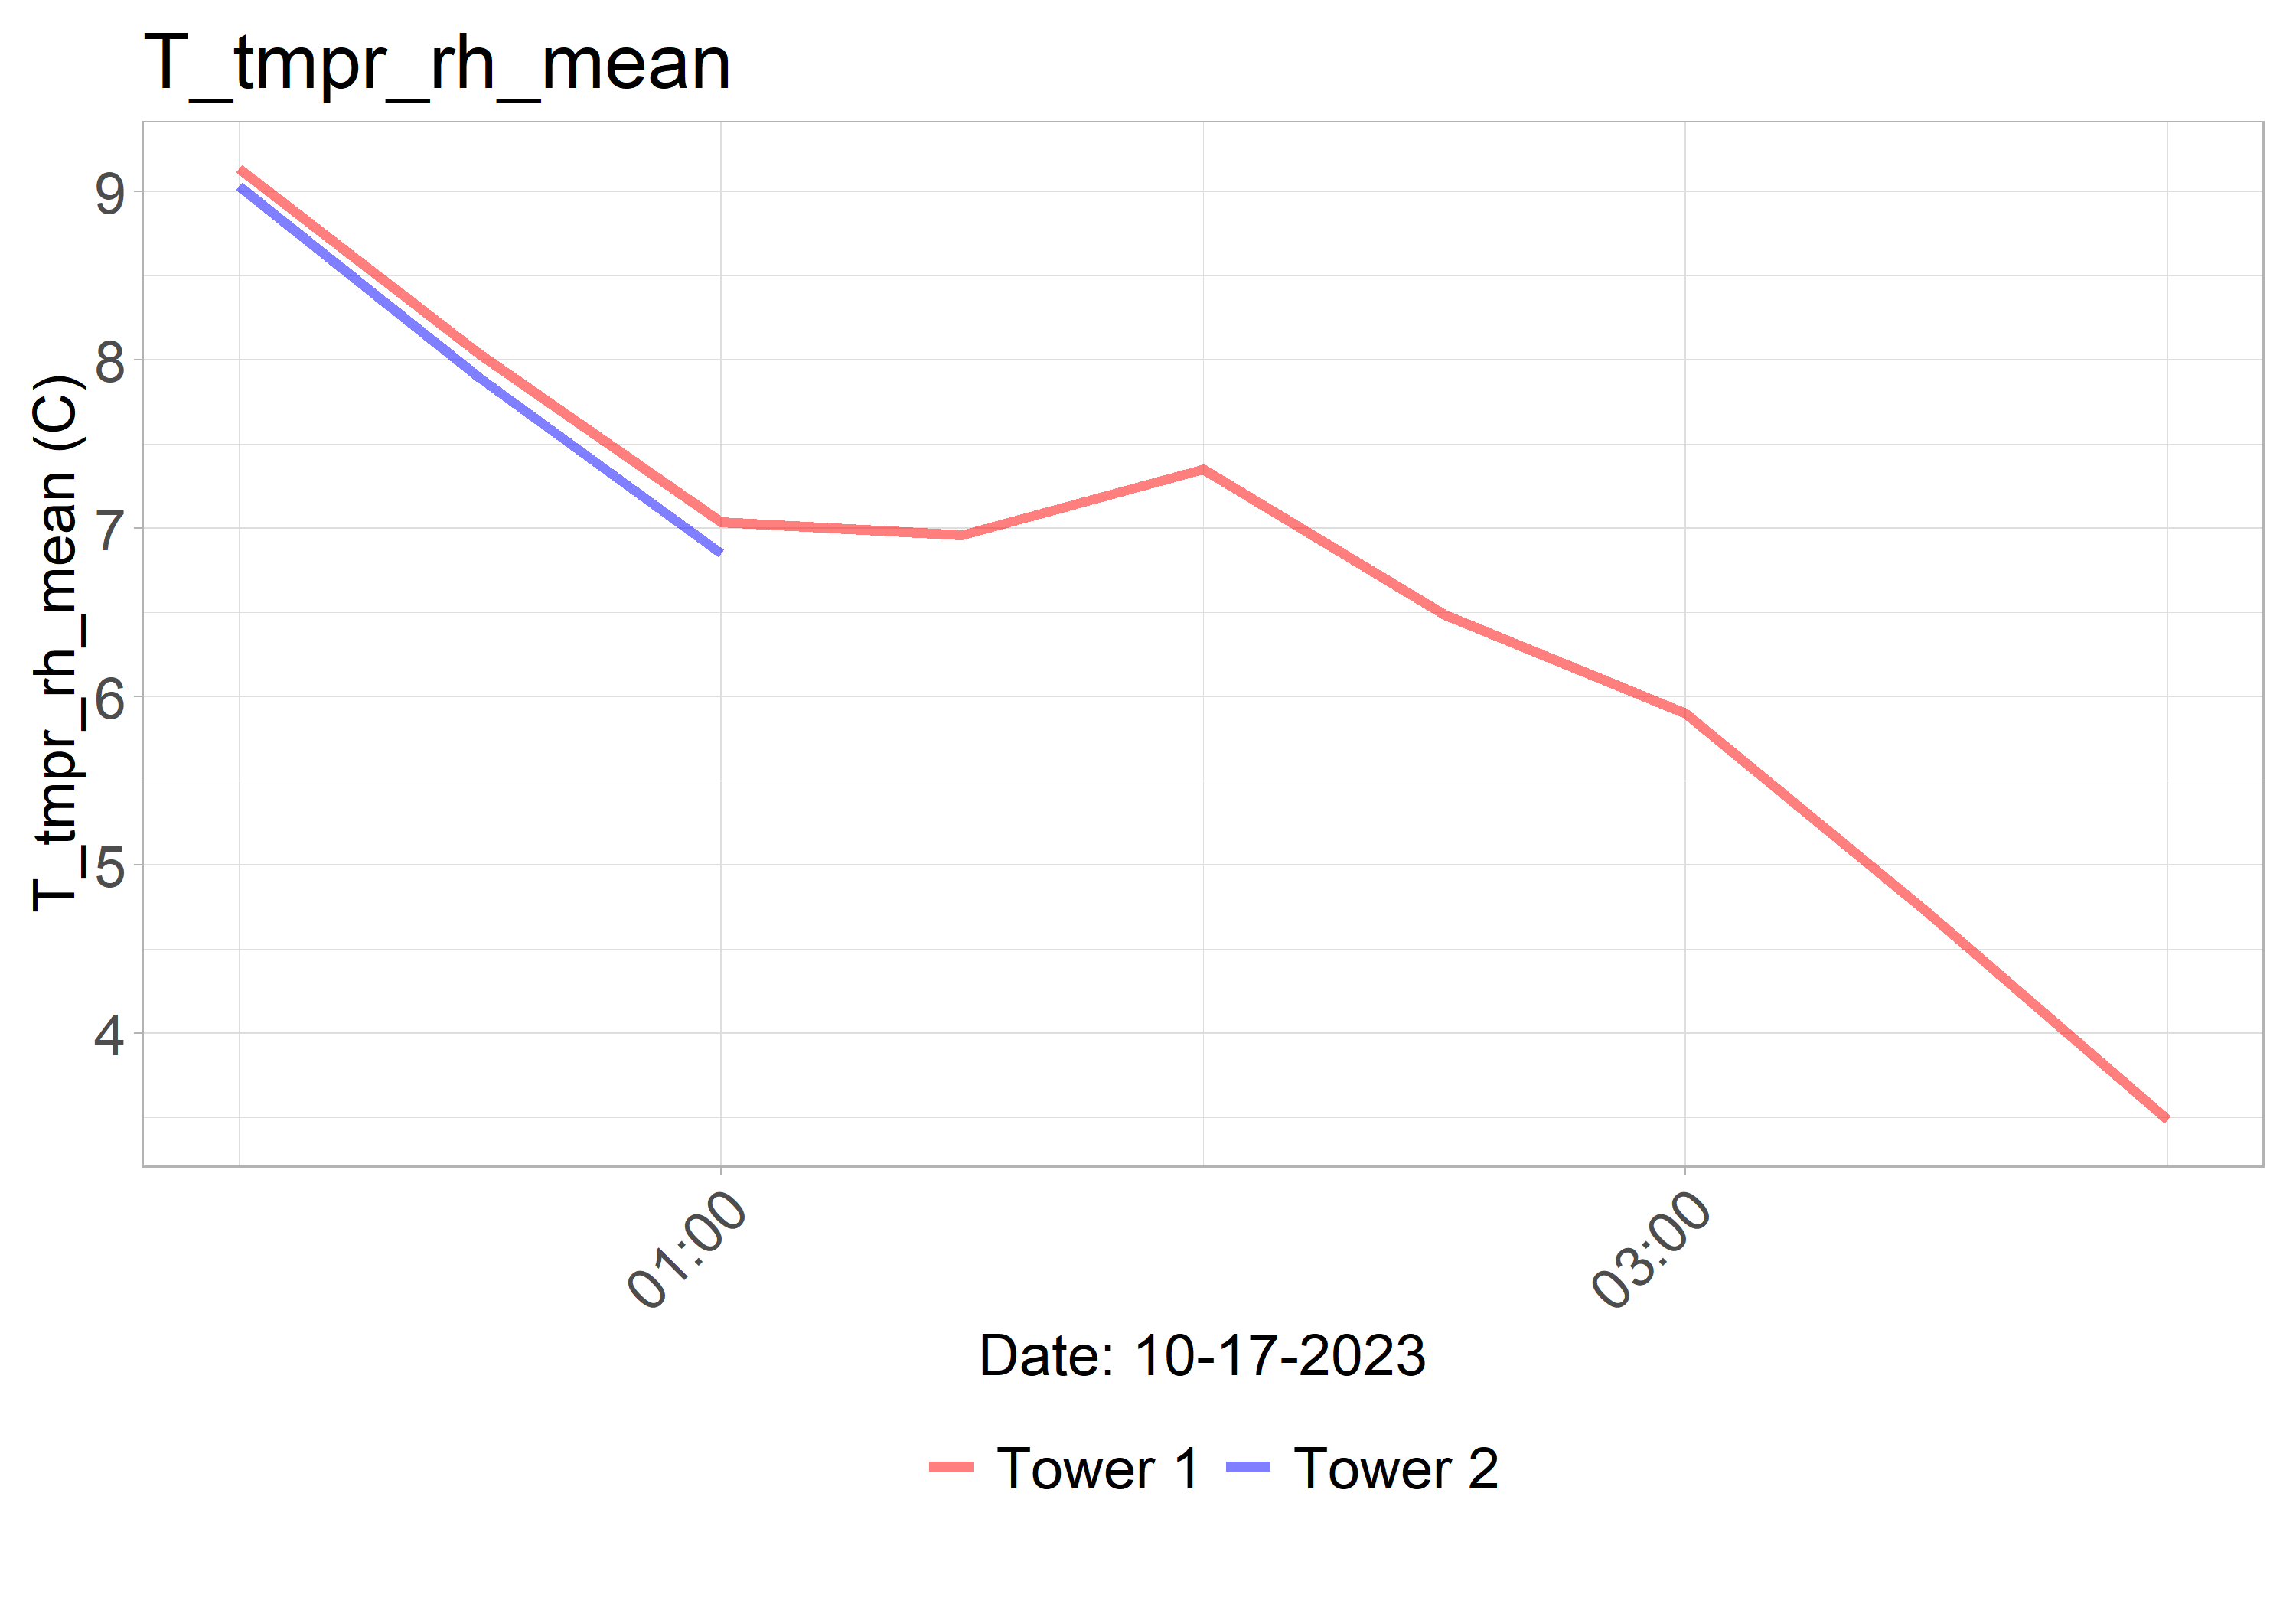 T_tmpr_rh_mean
T_tmpr_rh_mean (C)
9
8
7
6
5
4
01:00
03:00
Date: 10-17-2023
Tower 1
Tower 2